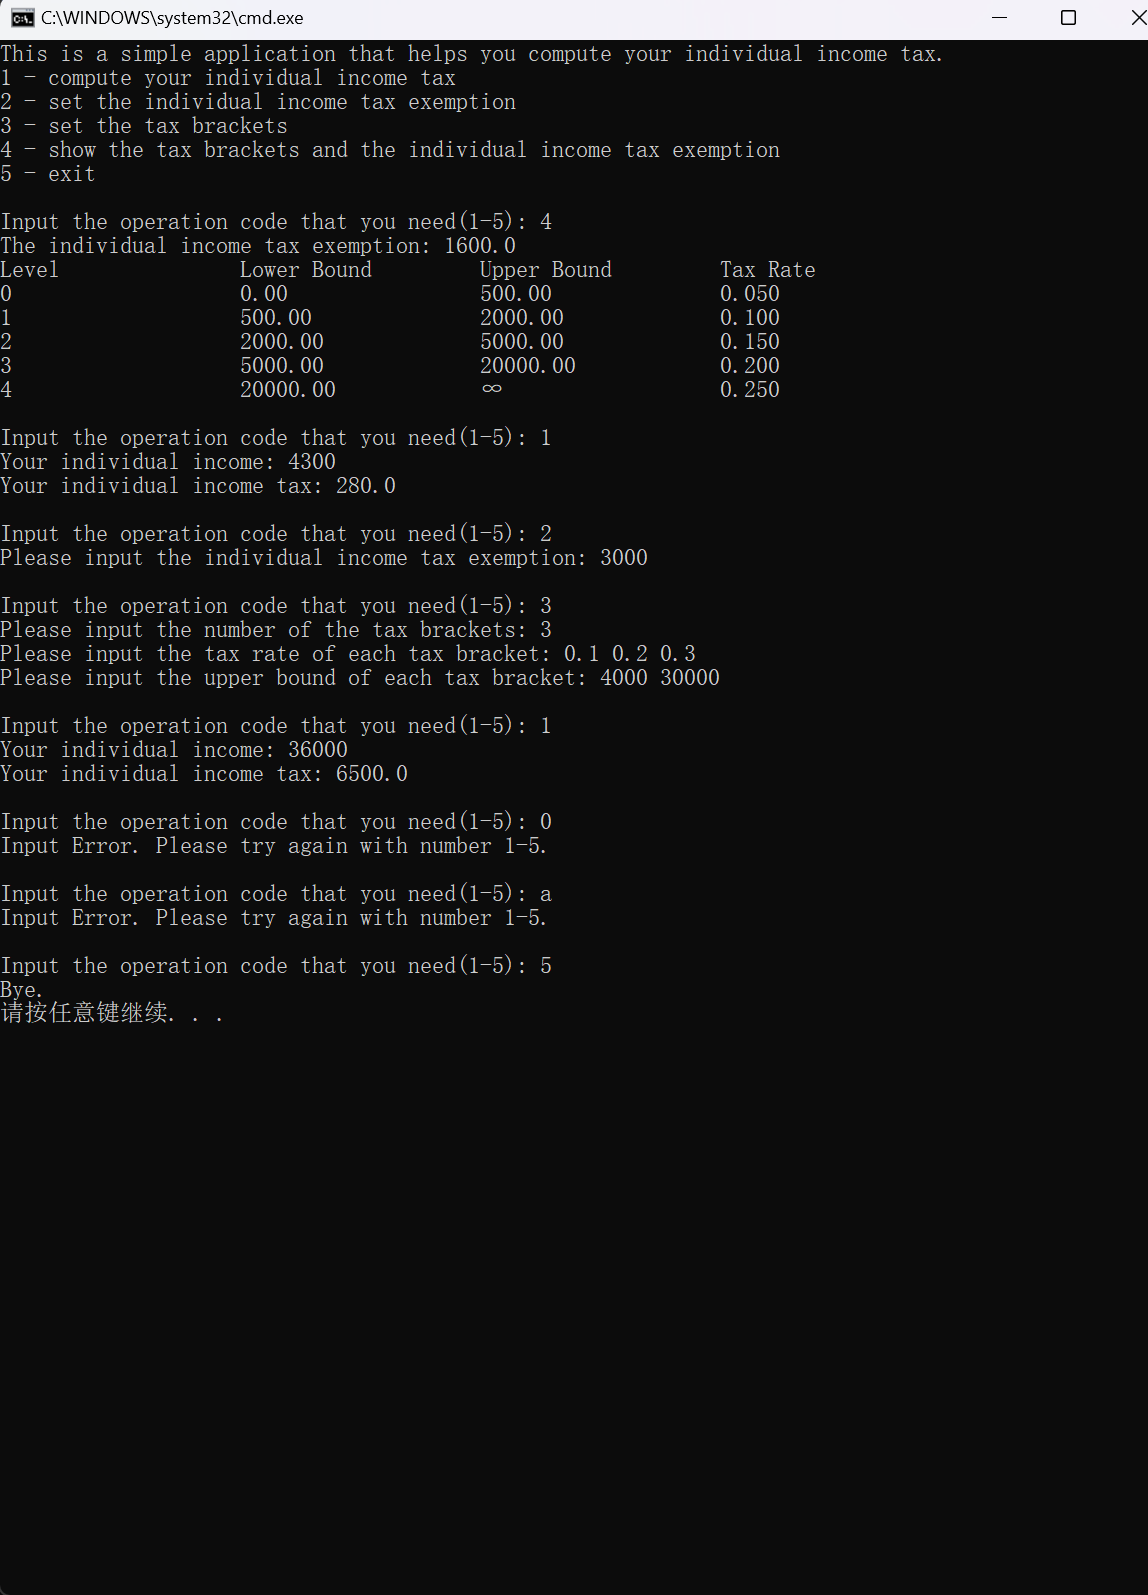 C:\WINDOWS\system32\cmd.exe
This is a simple application that helps you compute your individual income tax.
1 - compute your individual income tax
2 - set the individual income tax exemption
3 - set the tax brackets
4 - show the tax brackets and the individual income tax exemption
5 - exit
Input the operation code that you need(1-5): 4
The individual income tax exemption: 1600.0
Level Lower Bound Upper Bound Tax Rate
0 0.00 500.00 0.050
1 500.00 2000.00 0.100
2 2000.00 5000.00 0.150
3 5000.00 20000.00 0.200
4 20000.00 ∞ 0.250
Input the operation code that you need(1-5): 1
Your individual income: 4300
Your individual income tax: 280.0
Input the operation code that you need(1-5): 2
Please input the individual income tax exemption: 3000
Input the operation code that you need(1-5): 3
Please input the number of the tax brackets: 3
Please input the tax rate of each tax bracket: 0.1 0.2 0.3
Please input the upper bound of each tax bracket: 4000 30000
Input the operation code that you need(1-5): 1
Your individual income: 36000
Your individual income tax: 6500.0
Input the operation code that you need(1-5): 0
Input Error. Please try again with number 1-5.
Input the operation code that you need(1-5): a
Input Error. Please try again with number 1-5.
Input the operation code that you need(1-5): 5
Bye.
请按任意键继续. . .